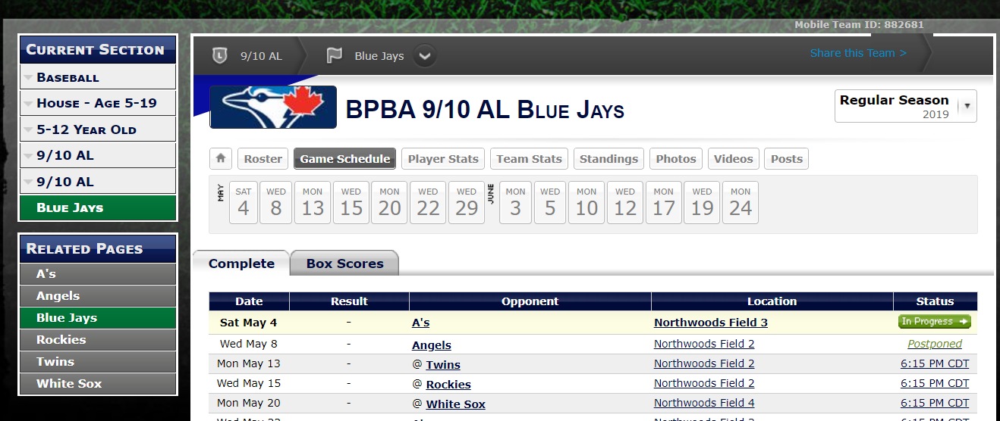 Mobile Team ID: 882681
Current Section
Baseball
House - Age 5-19
5-12 Year Old
9/10 AL
9/10 AL
Blue Jays
Related Pages
A's
Angels
Blue Jays
Rockies
Twins
White Sox
L 9/10 AL Blue Jays Share this Team >
BPBA 9/10 AL Blue Jays
Regular Season
2019
Roster Game Schedule Player Stats Team Stats Standings Photos Videos Posts
MAY SAT 4 WED 8 MON 13 WED 15 MON 20 WED 22 WED 29 JUNE MON 3 WED 5 MON 10 WED 12 MON 17 WED 19 MON 24
Complete Box Scores
Date Result Opponent Location Status
Sat May 4 - A's Northwoods Field 3 In Progress
Wed May 8 - Angels Northwoods Field 2 Postponed
Mon May 13 - @ Twins Northwoods Field 2 6:15 PM CDT
Wed May 15 - @ Rockies Northwoods Field 2 6:15 PM CDT
Mon May 20 - @ White Sox Northwoods Field 4 6:15 PM CDT